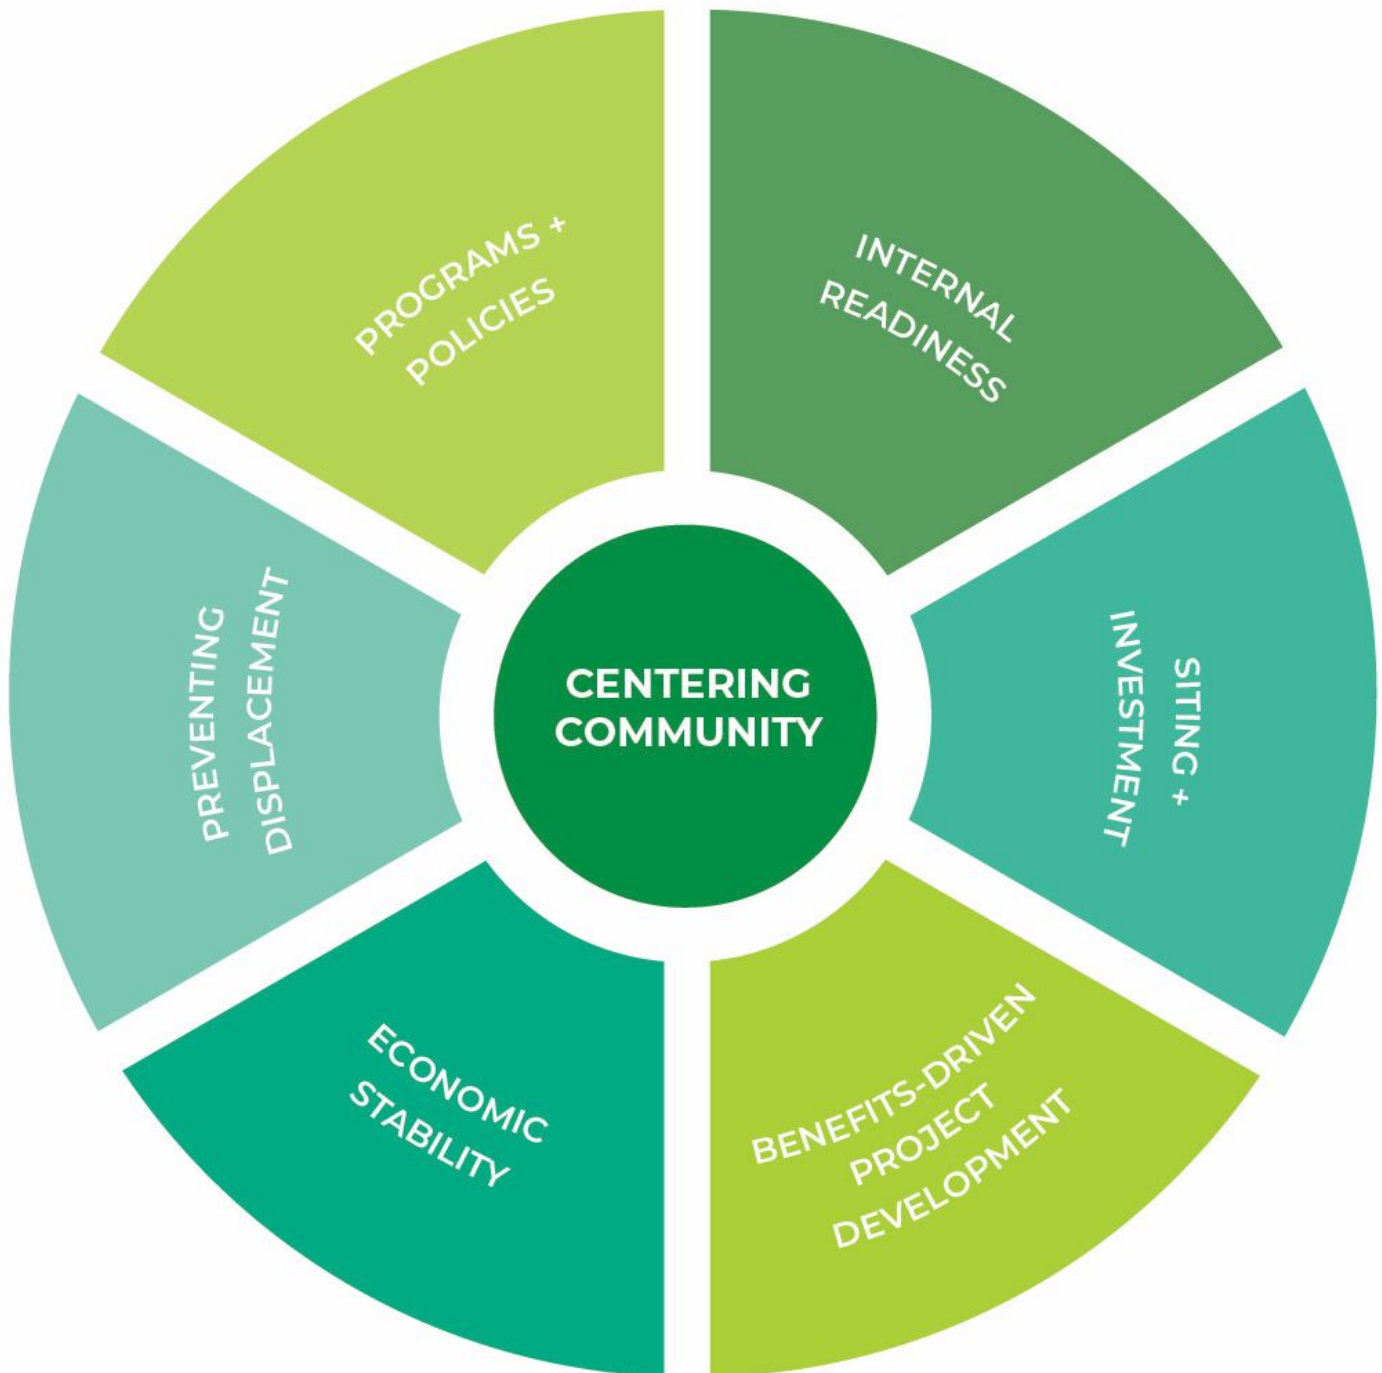 PROGRAMS +
POLICIES
INTERNAL
READINESS
PREVENTING
DISPLACEMENT
CENTERING
COMMUNITY
SITING +
INVESTMENT
ECONOMIC
STABILITY
BENEFITS-DRIVEN
PROJECT
DEVELOPMENT